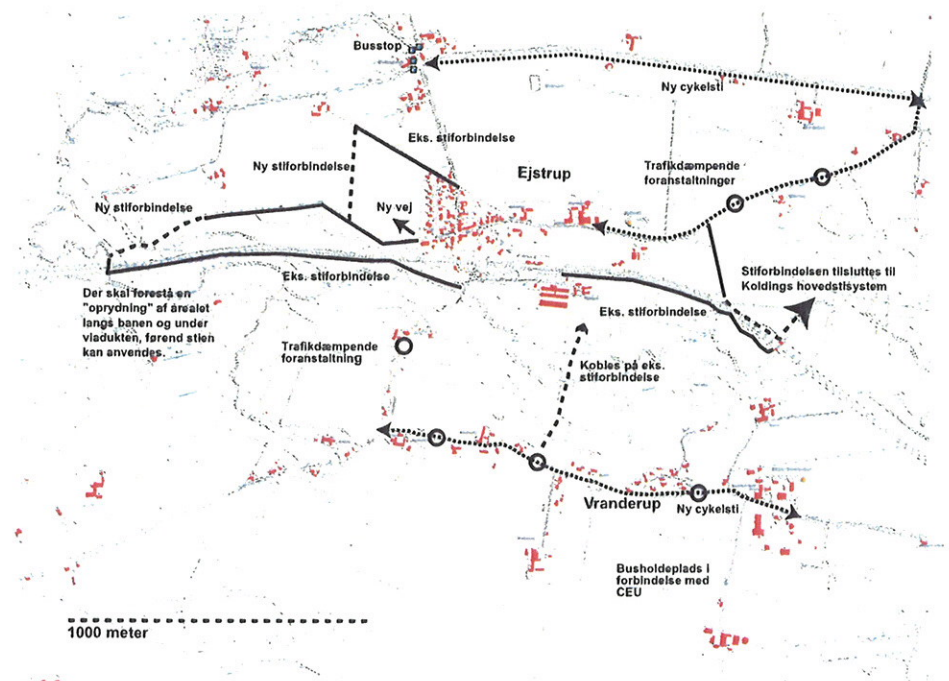 Busstop
Ny cykelsti
Eks. stiforbindelse
Ny stiforbindelse
Ejstrup
Trafikdæmpende
foranstaltninger
Ny stiforbindelse
Ny vej
Eks. stiforbindelse
Stiforbindelsen tilsluttes til
Koldings hovedstisystem
Der skal forestå en
"oprydning" af arealet
langs banen og under
viadukten, førend stien
kan anvendes.
Eks. stiforbindelse
Trafikdæmpende
foranstaltning
Kobles på eks.
stiforbindelse
Vranderup
Ny cykelsti
Busholdeplads i
forbindelse med
CEU
1000 meter